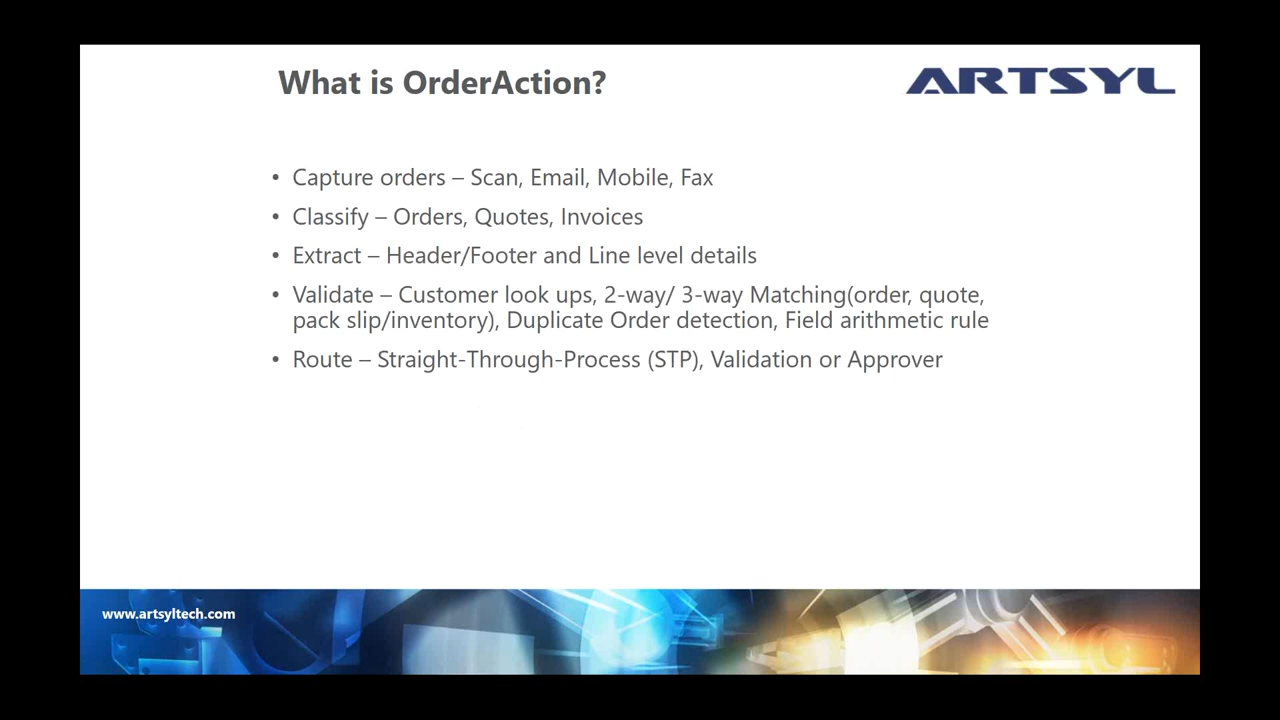 What is OrderAction?
ARTSYL
• Capture orders – Scan, Email, Mobile, Fax
• Classify – Orders, Quotes, Invoices
• Extract – Header/Footer and Line level details
• Validate – Customer look ups, 2-way/ 3-way Matching(order, quote,
pack slip/inventory), Duplicate Order detection, Field arithmetic rule
• Route – Straight-Through-Process (STP), Validation or Approver
www.artsyltech.com